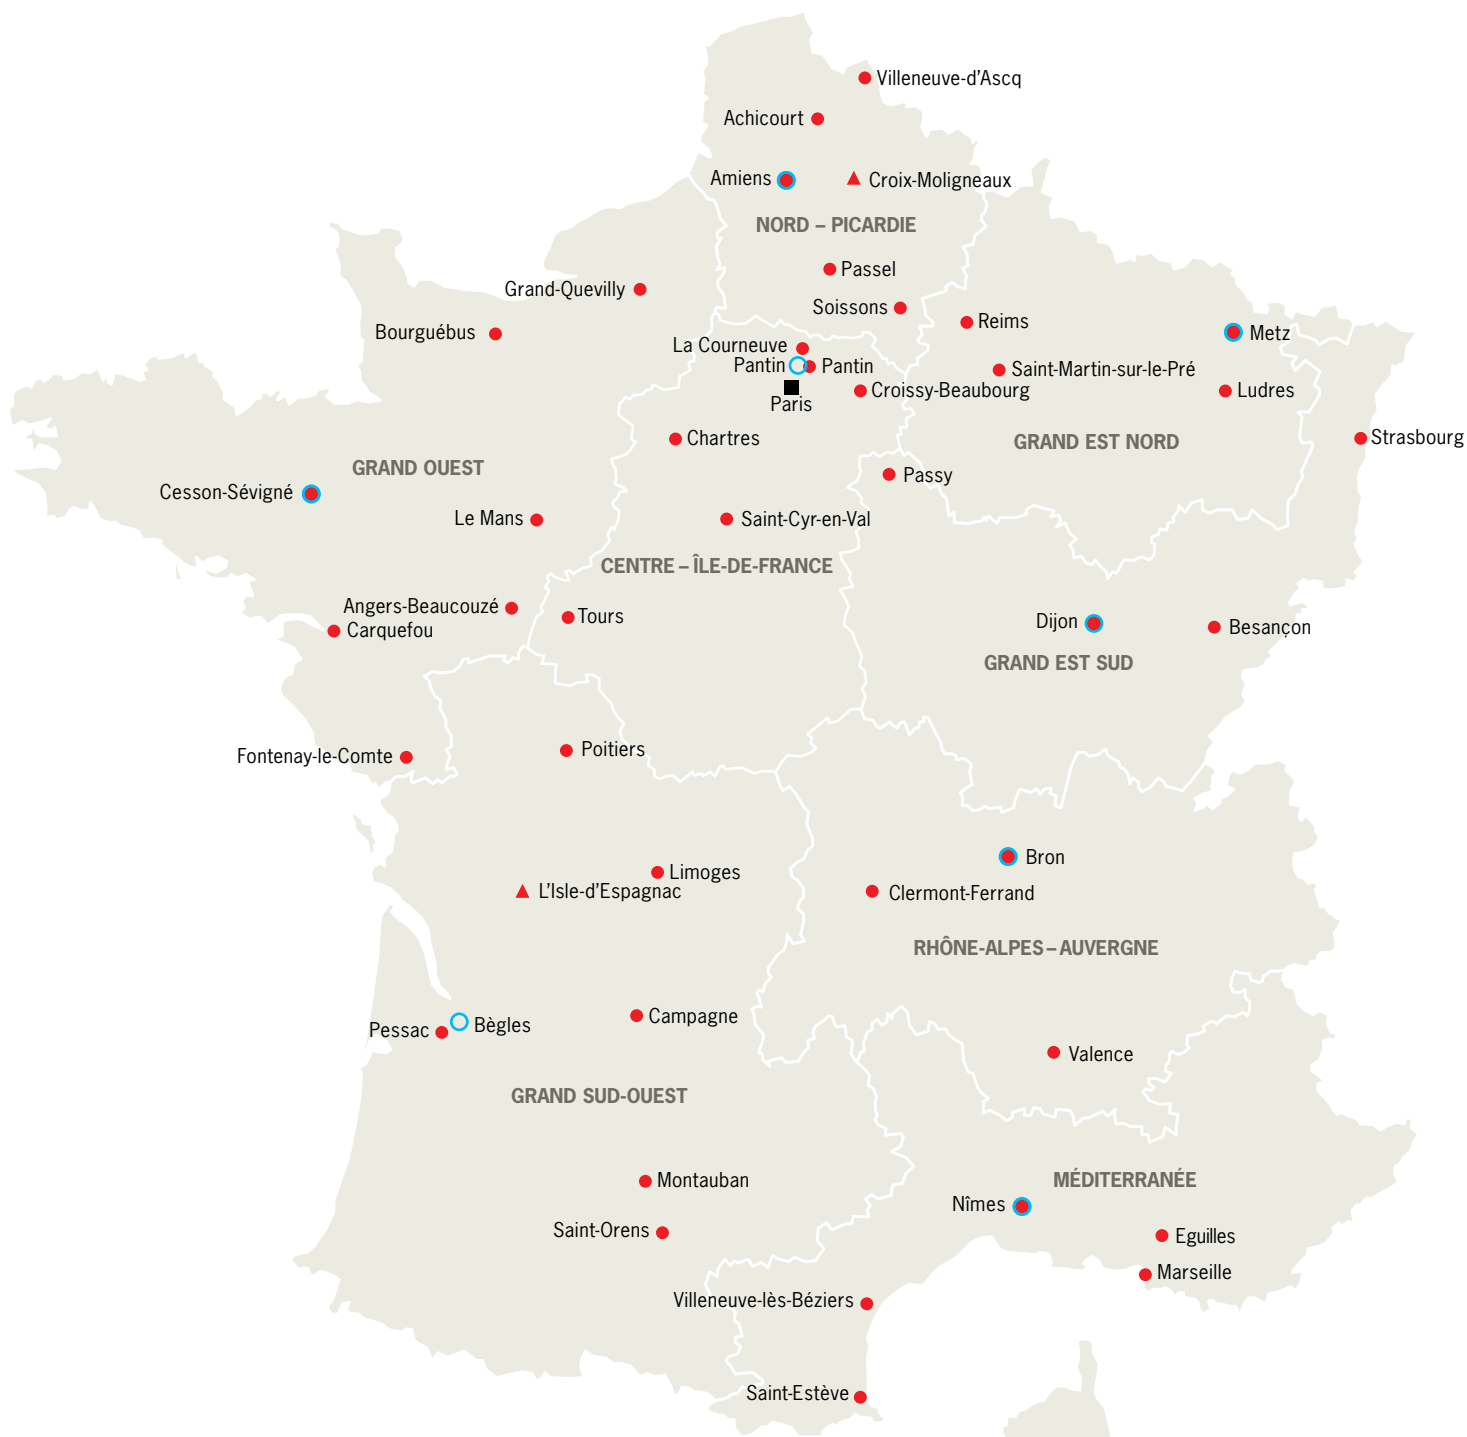 Villeneuve-d'Ascq
Achicourt
Amiens
Croix-Moligneaux
NORD – PICARDIE
Passel
Grand-Quevilly
Soissons
Reims
Bourguébus
Metz
La Courneuve
Pantin
Pantin
Saint-Martin-sur-le-Pré
Croissy-Beaubourg
Ludres
Paris
Chartres
Strasbourg
GRAND EST NORD
GRAND OUEST
Passy
Cesson-Sévigné
Le Mans
Saint-Cyr-en-Val
CENTRE – ÎLE-DE-FRANCE
Angers-Beaucouzé
Tours
Dijon
Besançon
Carquefou
GRAND EST SUD
Poitiers
Fontenay-le-Comte
Bron
Limoges
L'Isle-d'Espagnac
Clermont-Ferrand
RHÔNE-ALPES – AUVERGNE
Campagne
Bègles
Pessac
Valence
GRAND SUD-OUEST
Montauban
MÉDITERRANÉE
Nîmes
Saint-Orens
Eguilles
Marseille
Villeneuve-lès-Béziers
Saint-Estève